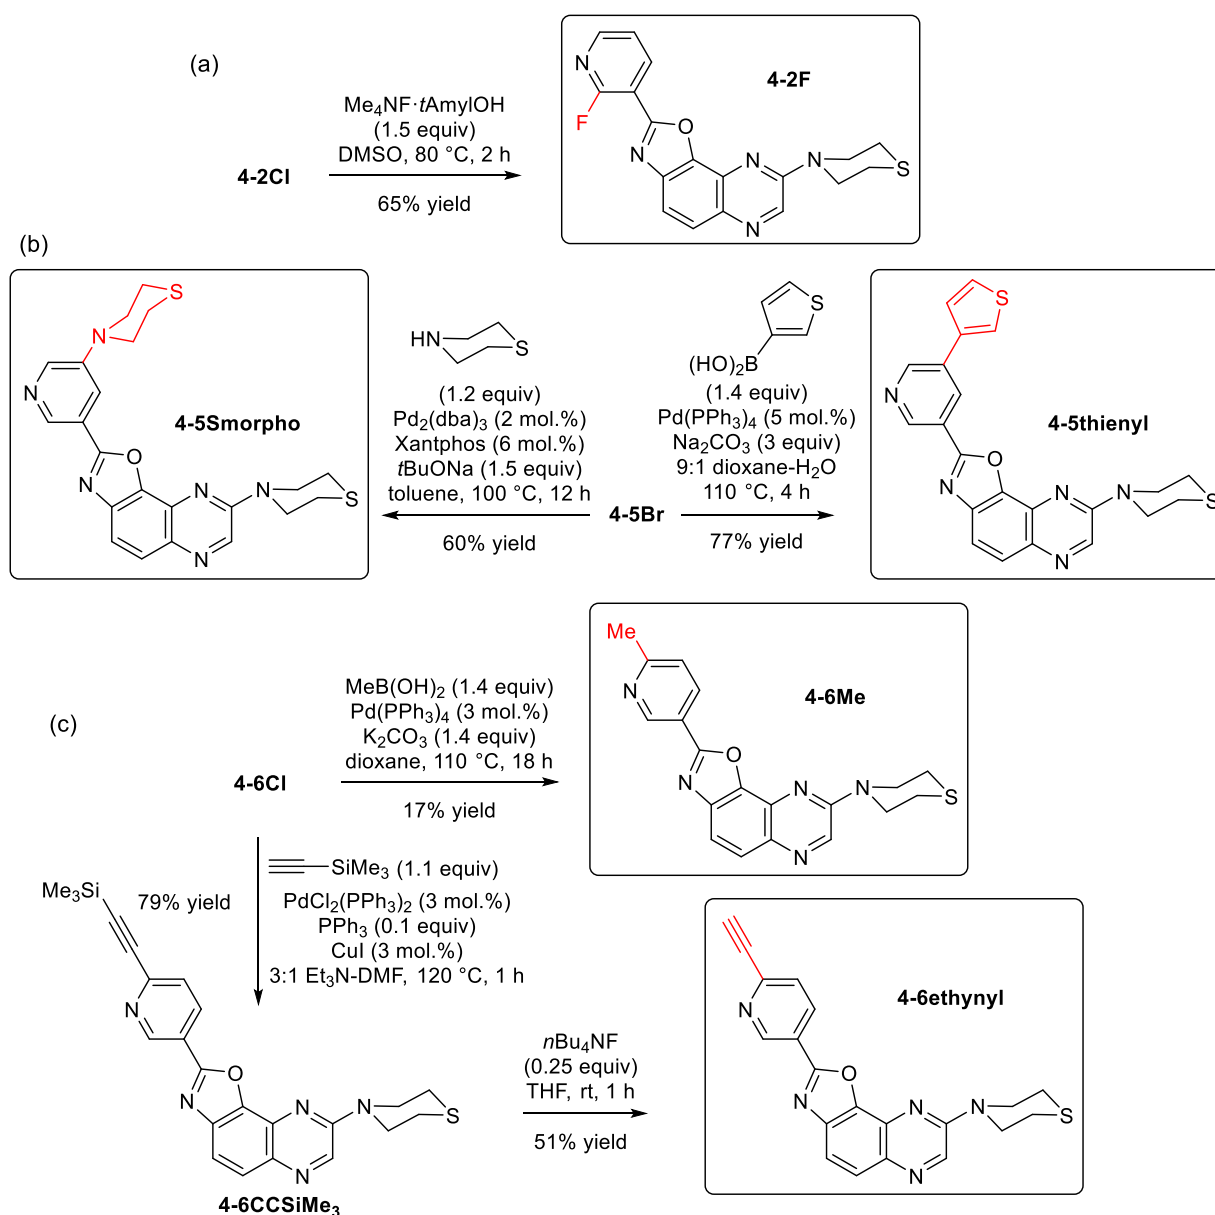 (a)
Me₄NF·tAmylOH
(1.5 equiv)
DMSO, 80 °C, 2 h
4-2Cl
65% yield
4-2F
N
F
O
N
N
N
S
N
(b)
S
N
N
4-5Smorpho
O
N
N
N
S
N
HN
S
(1.2 equiv)
Pd₂(dba)₃ (2 mol.%)
Xantphos (6 mol.%)
tBuONa (1.5 equiv)
toluene, 100 °C, 12 h
60% yield
4-5Br
S
(HO)₂B
(1.4 equiv)
Pd(PPh₃)₄ (5 mol.%)
Na₂CO₃ (3 equiv)
9:1 dioxane-H₂O
110 °C, 4 h
77% yield
S
N
4-5thienyl
O
N
N
N
S
N
(c)
4-6Cl
MeB(OH)₂ (1.4 equiv)
Pd(PPh₃)₄ (3 mol.%)
K₂CO₃ (1.4 equiv)
dioxane, 110 °C, 18 h
17% yield
Me
N
4-6Me
O
N
N
N
S
N
79% yield
SiMe₃ (1.1 equiv)
PdCl₂(PPh₃)₂ (3 mol.%)
PPh₃ (0.1 equiv)
CuI (3 mol.%)
3:1 Et₃N-DMF, 120 °C, 1 h
Me₃Si
N
O
N
N
N
S
N
4-6CCSiMe₃
nBu₄NF
(0.25 equiv)
THF, rt, 1 h
51% yield
4-6ethynyl
N
O
N
N
N
S
N